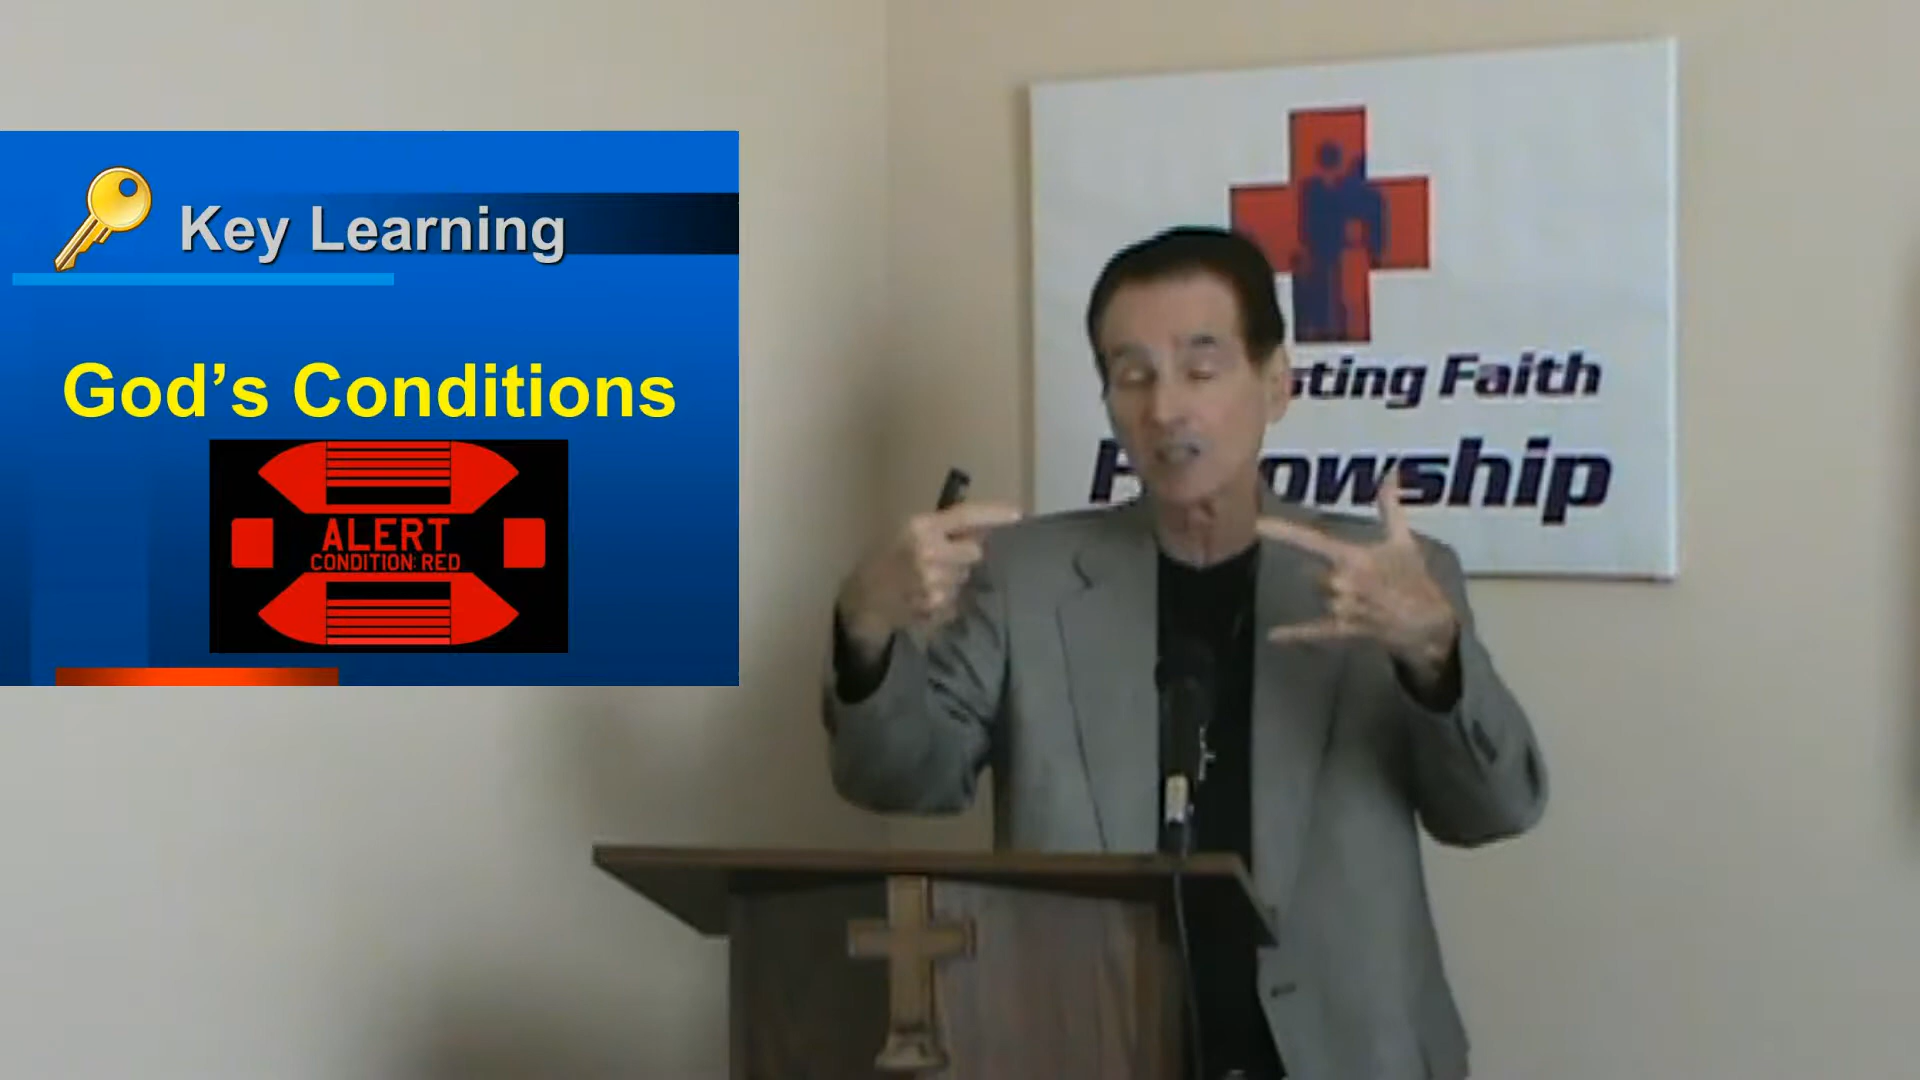 Key Learning
God's Conditions
ALERT
CONDITION: RED
sting Faith
F owship